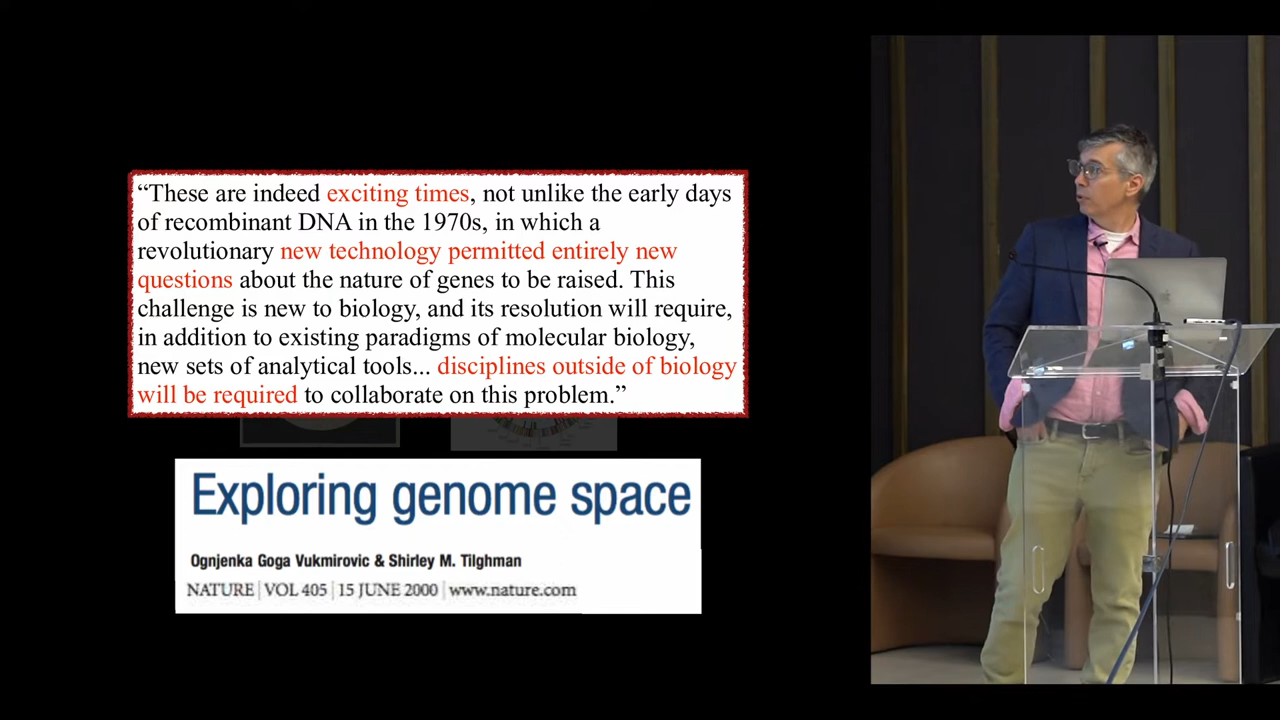 “These are indeed exciting times, not unlike the early days
of recombinant DNA in the 1970s, in which a
revolutionary new technology permitted entirely new
questions about the nature of genes to be raised. This
challenge is new to biology, and its resolution will require,
in addition to existing paradigms of molecular biology,
new sets of analytical tools... disciplines outside of biology
will be required to collaborate on this problem.”
Exploring genome space
Ognjenka Goga Vukmirovic & Shirley M. Tilghman
NATURE | VOL 405 | 15 JUNE 2000 | www.nature.com